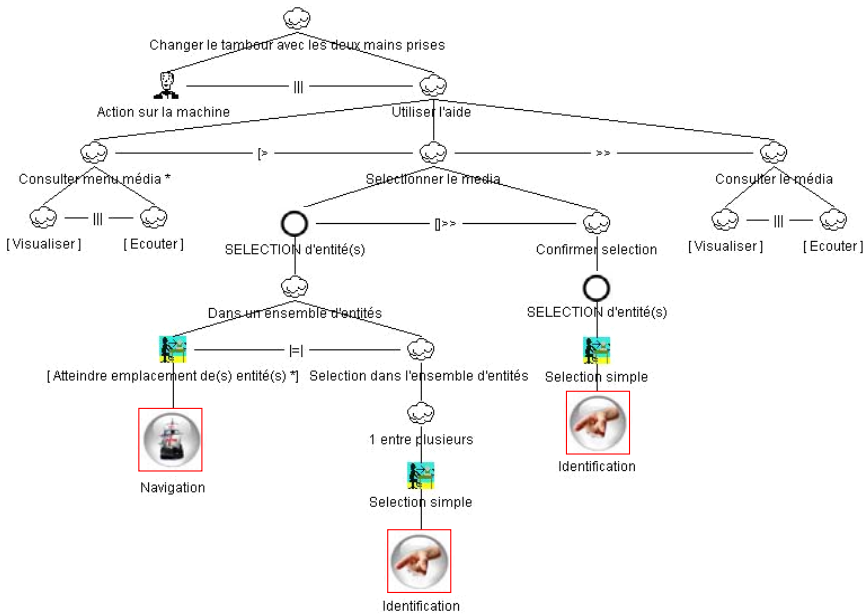 Changer le tambour avec les deux mains prises
|||
Action sur la machine
Utiliser l'aide
[>
>>
Consulter menu média *
Selectionner le media
Consulter le média
|||
[]>>
|||
[ Visualiser ]
[ Ecouter ]
SELECTION d'entité(s)
Confirmer selection
[ Visualiser ]
[ Ecouter ]
Dans un ensemble d'entités
SELECTION d'entité(s)
|=|
[ Atteindre emplacement de(s) entité(s) *]
Selection dans l'ensemble d'entités
Selection simple
1 entre plusieurs
Identification
Navigation
Selection simple
Identification